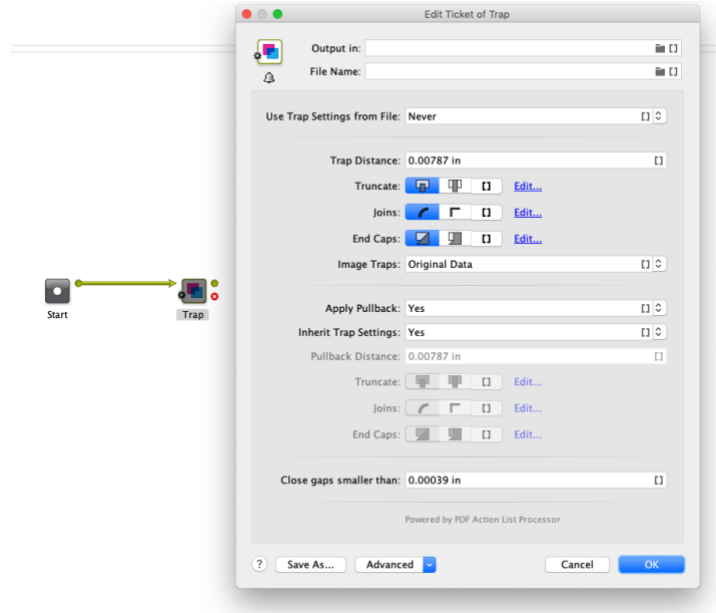 Edit Ticket of Trap
Output in:
File Name:
Use Trap Settings from File: Never
Trap Distance: 0.00787 in
Truncate: Edit...
Joins: Edit...
End Caps: Edit...
Image Traps: Original Data
Start
Trap
Apply Pullback: Yes
Inherit Trap Settings: Yes
Pullback Distance: 0.00787 in
Truncate: Edit...
Joins: Edit...
End Caps: Edit...
Close gaps smaller than: 0.00039 in
Powered by PDF Action List Processor
? Save As... Advanced Cancel OK